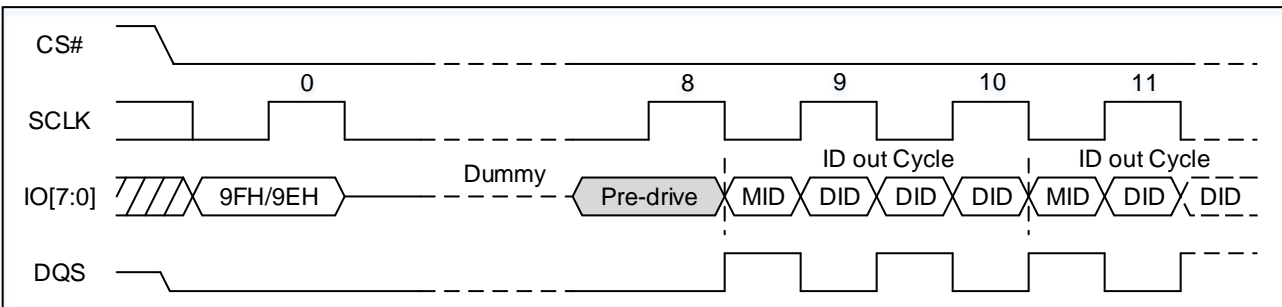 CS#
0 8 9 10 11
SCLK
Dummy ID out Cycle ID out Cycle
IO[7:0] 9FH/9EH Pre-drive MID DID DID DID MID DID DID
DQS